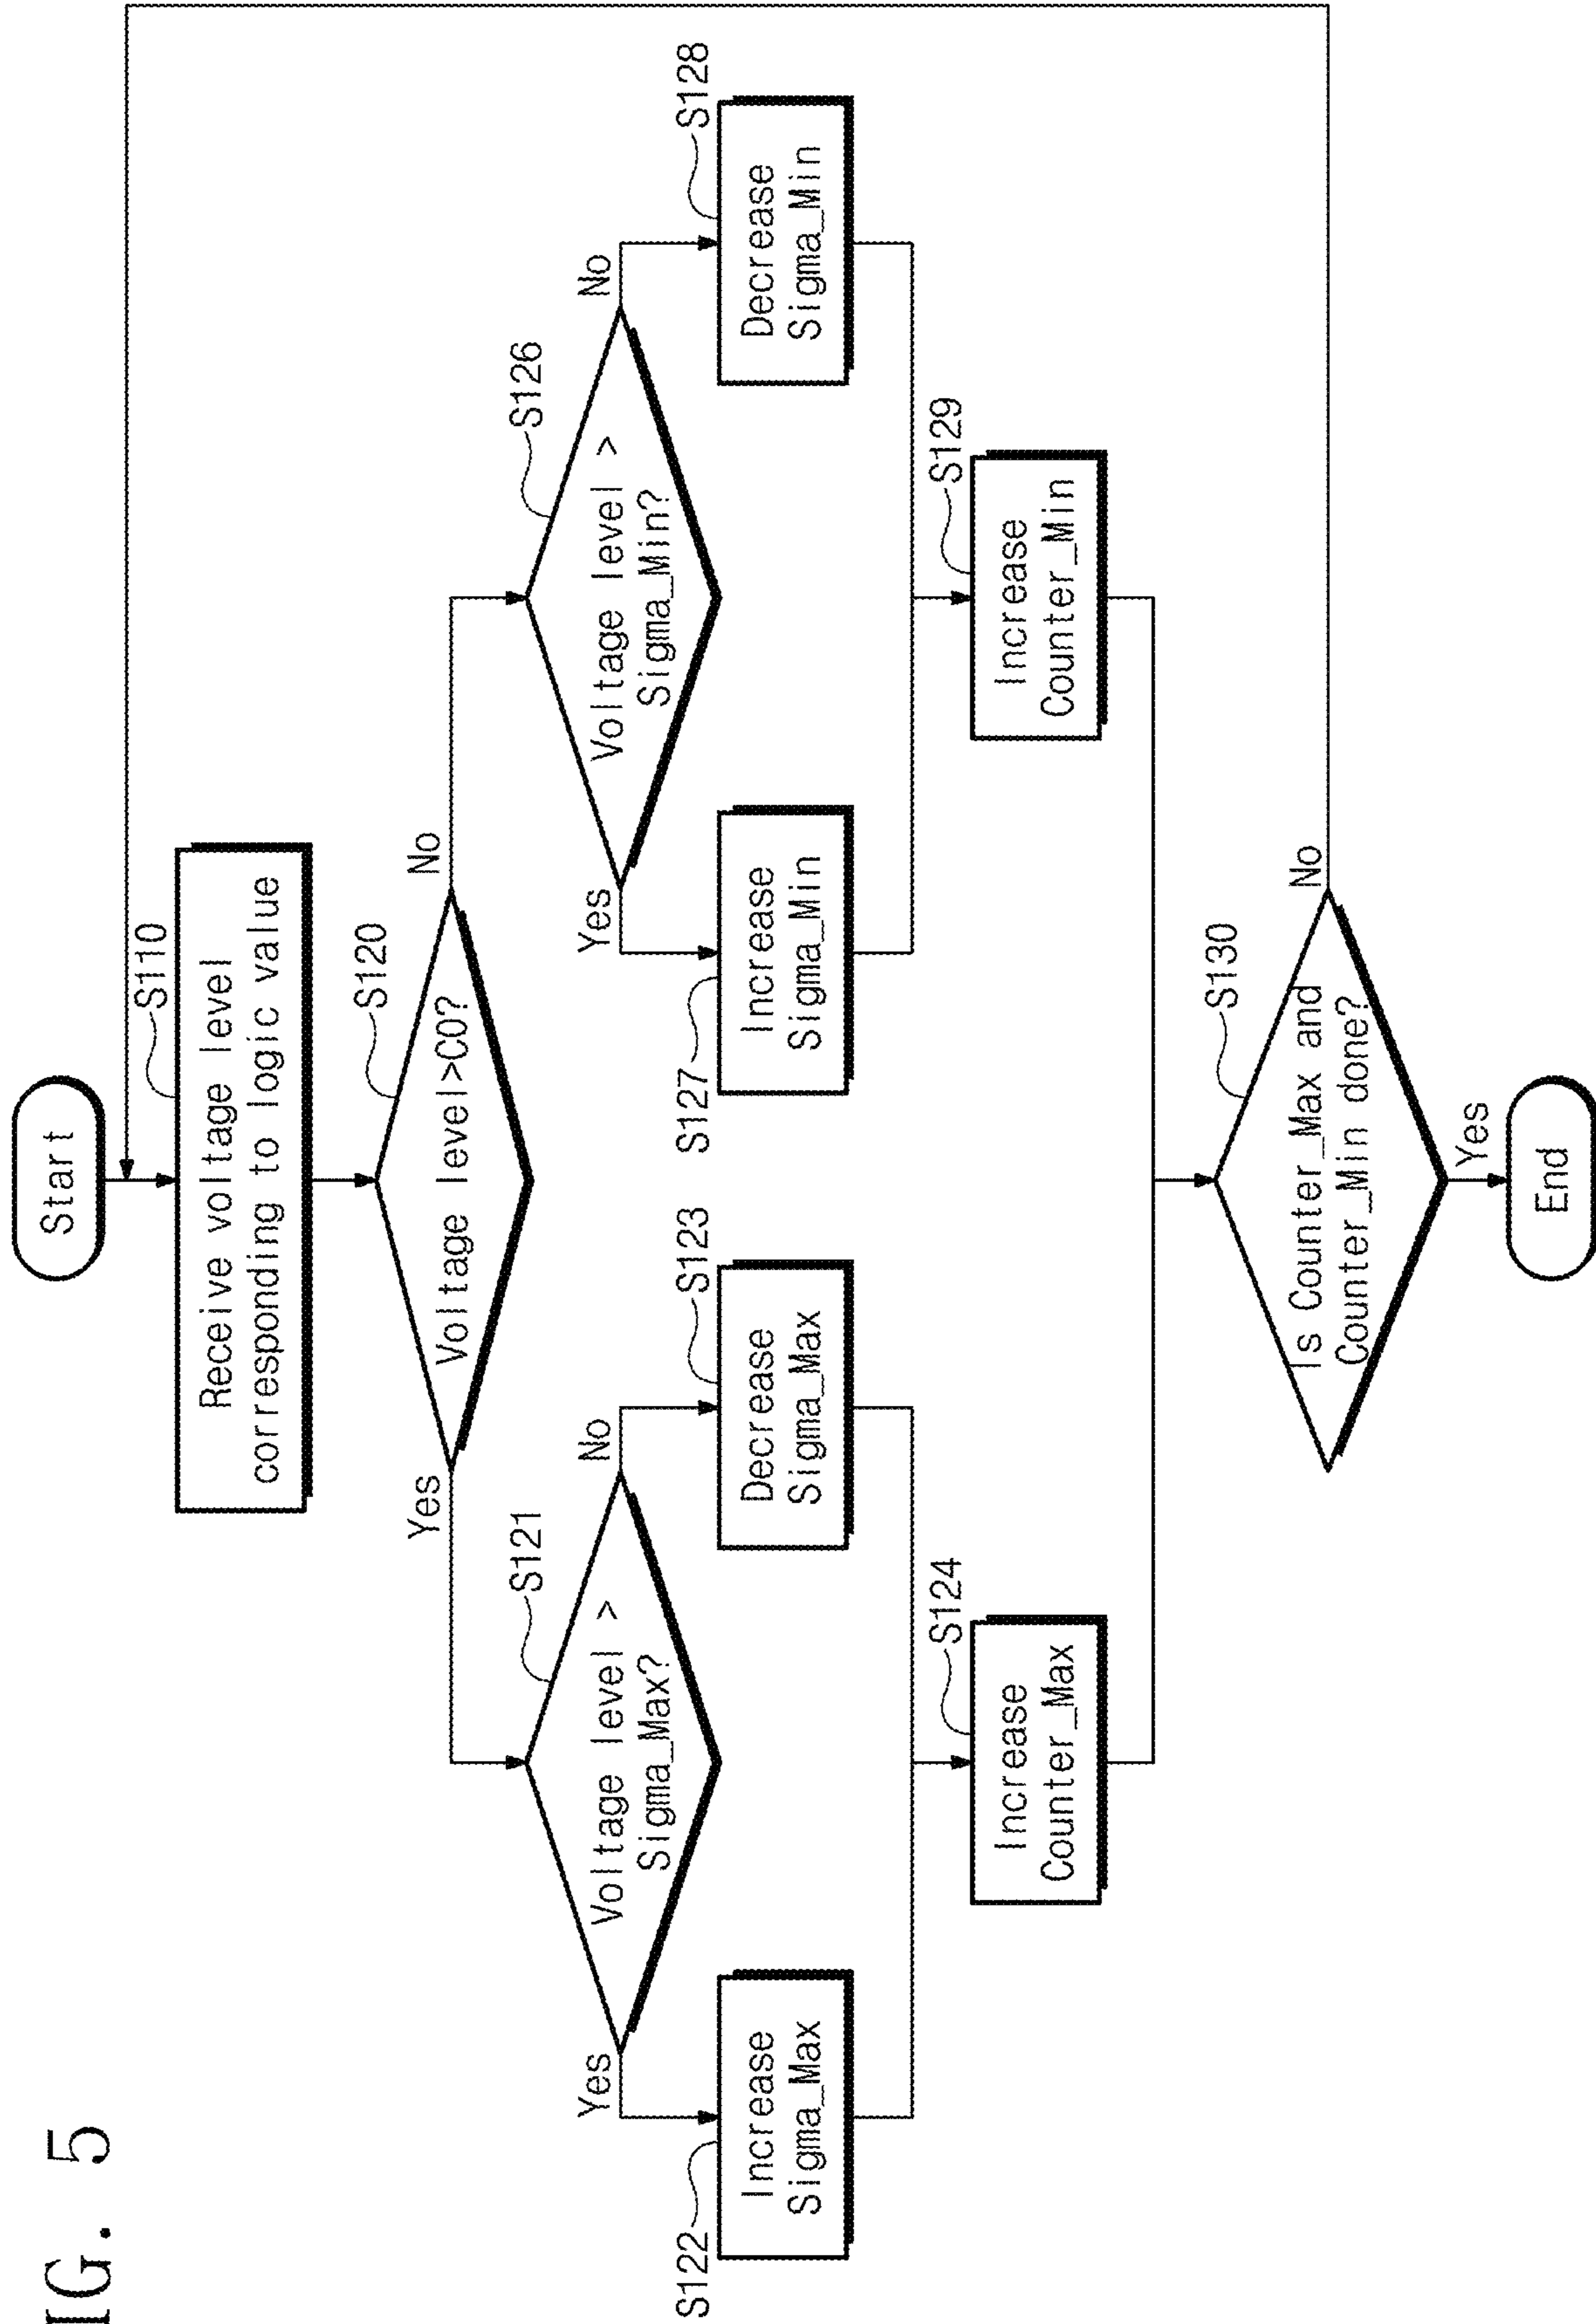 IG. 5
Start
S110
Receive voltage level
corresponding to logic value
S120
Voltage level>C0?
Yes
No
S121
Voltage level >
Sigma_Max?
Yes
No
S126
Voltage level >
Sigma_Min?
Yes
No
S122
Increase
Sigma_Max
S123
Decrease
Sigma_Max
S127
Increase
Sigma_Min
S128
Decrease
Sigma_Min
S124
Increase
Counter_Max
S129
Increase
Counter_Min
S130
Is Counter_Max and
Counter_Min done?
No
Yes
End